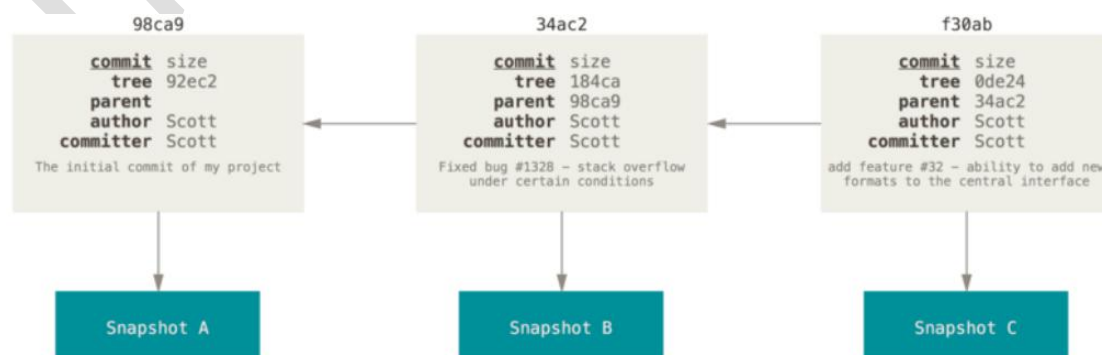 98ca9
commit size
tree 92ec2
parent
author Scott
committer Scott
The initial commit of my project
Snapshot A
34ac2
commit size
tree 184ca
parent 98ca9
author Scott
committer Scott
Fixed bug #1328 – stack overflow
under certain conditions
Snapshot B
f30ab
commit size
tree 0de24
parent 34ac2
author Scott
committer Scott
add feature #32 – ability to add new
formats to the central interface
Snapshot C